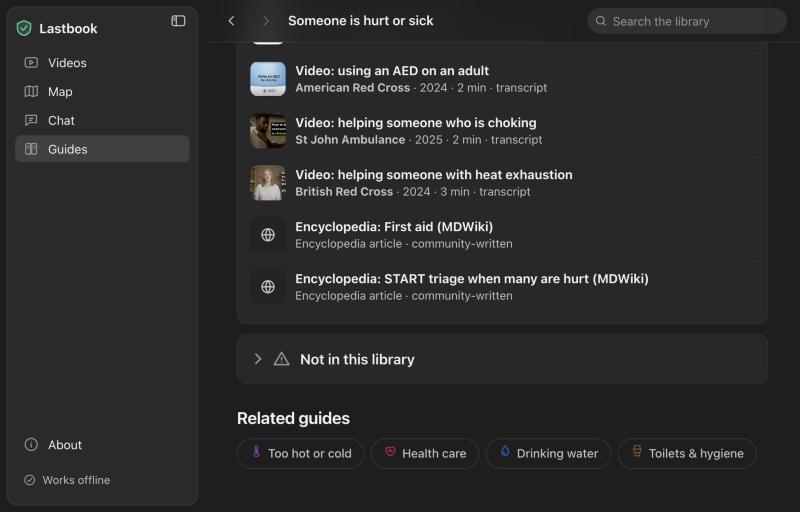 Lastbook
Videos
Map
Chat
Guides
About
Works offline
Someone is hurt or sick
Search the library
Video: using an AED on an adult
American Red Cross · 2024 · 2 min · transcript
Video: helping someone who is choking
St John Ambulance · 2025 · 2 min · transcript
Video: helping someone with heat exhaustion
British Red Cross · 2024 · 3 min · transcript
Encyclopedia: First aid (MDWiki)
Encyclopedia article · community-written
Encyclopedia: START triage when many are hurt (MDWiki)
Encyclopedia article · community-written
Not in this library
Related guides
Too hot or cold
Health care
Drinking water
Toilets & hygiene